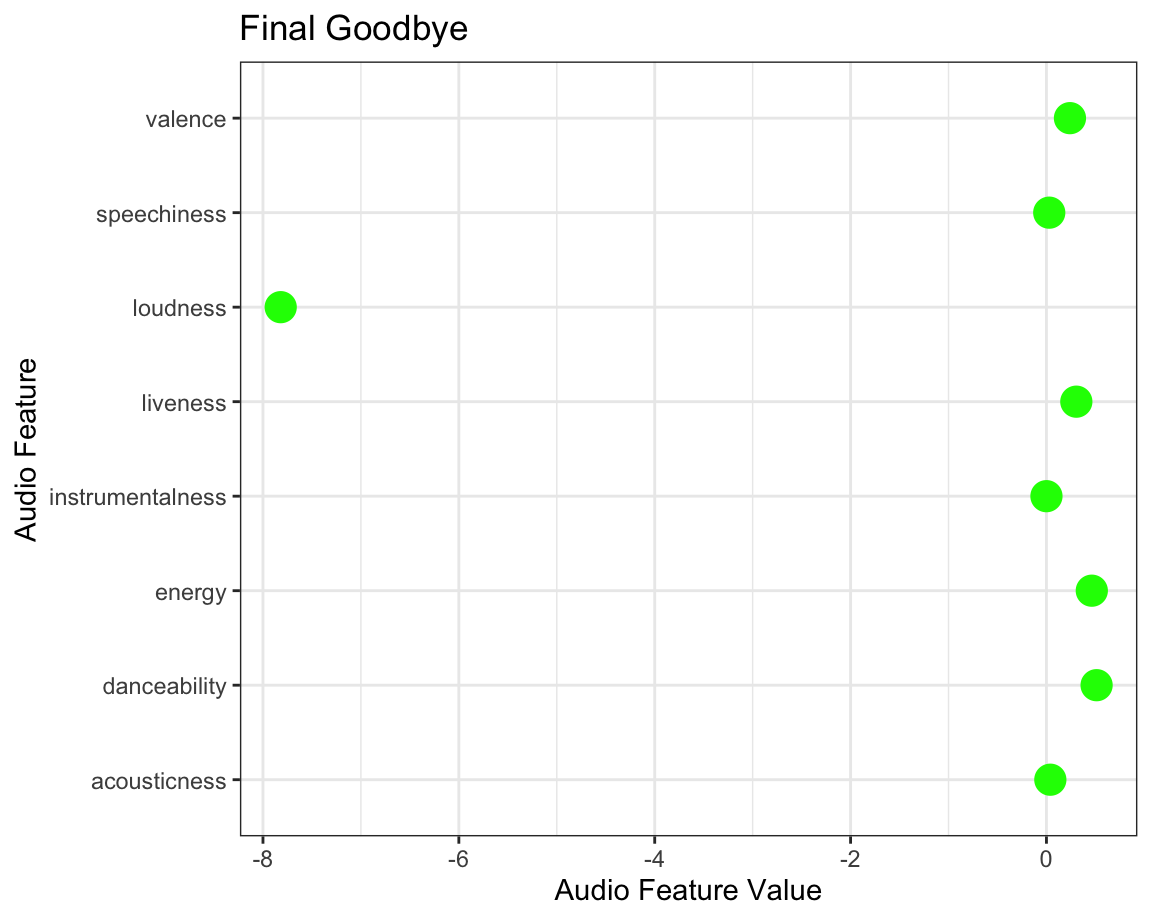 Final Goodbye
valence
speechiness
loudness
liveness
instrumentalness
energy
danceability
acousticness
Audio Feature
-8 -6 -4 -2 0
Audio Feature Value